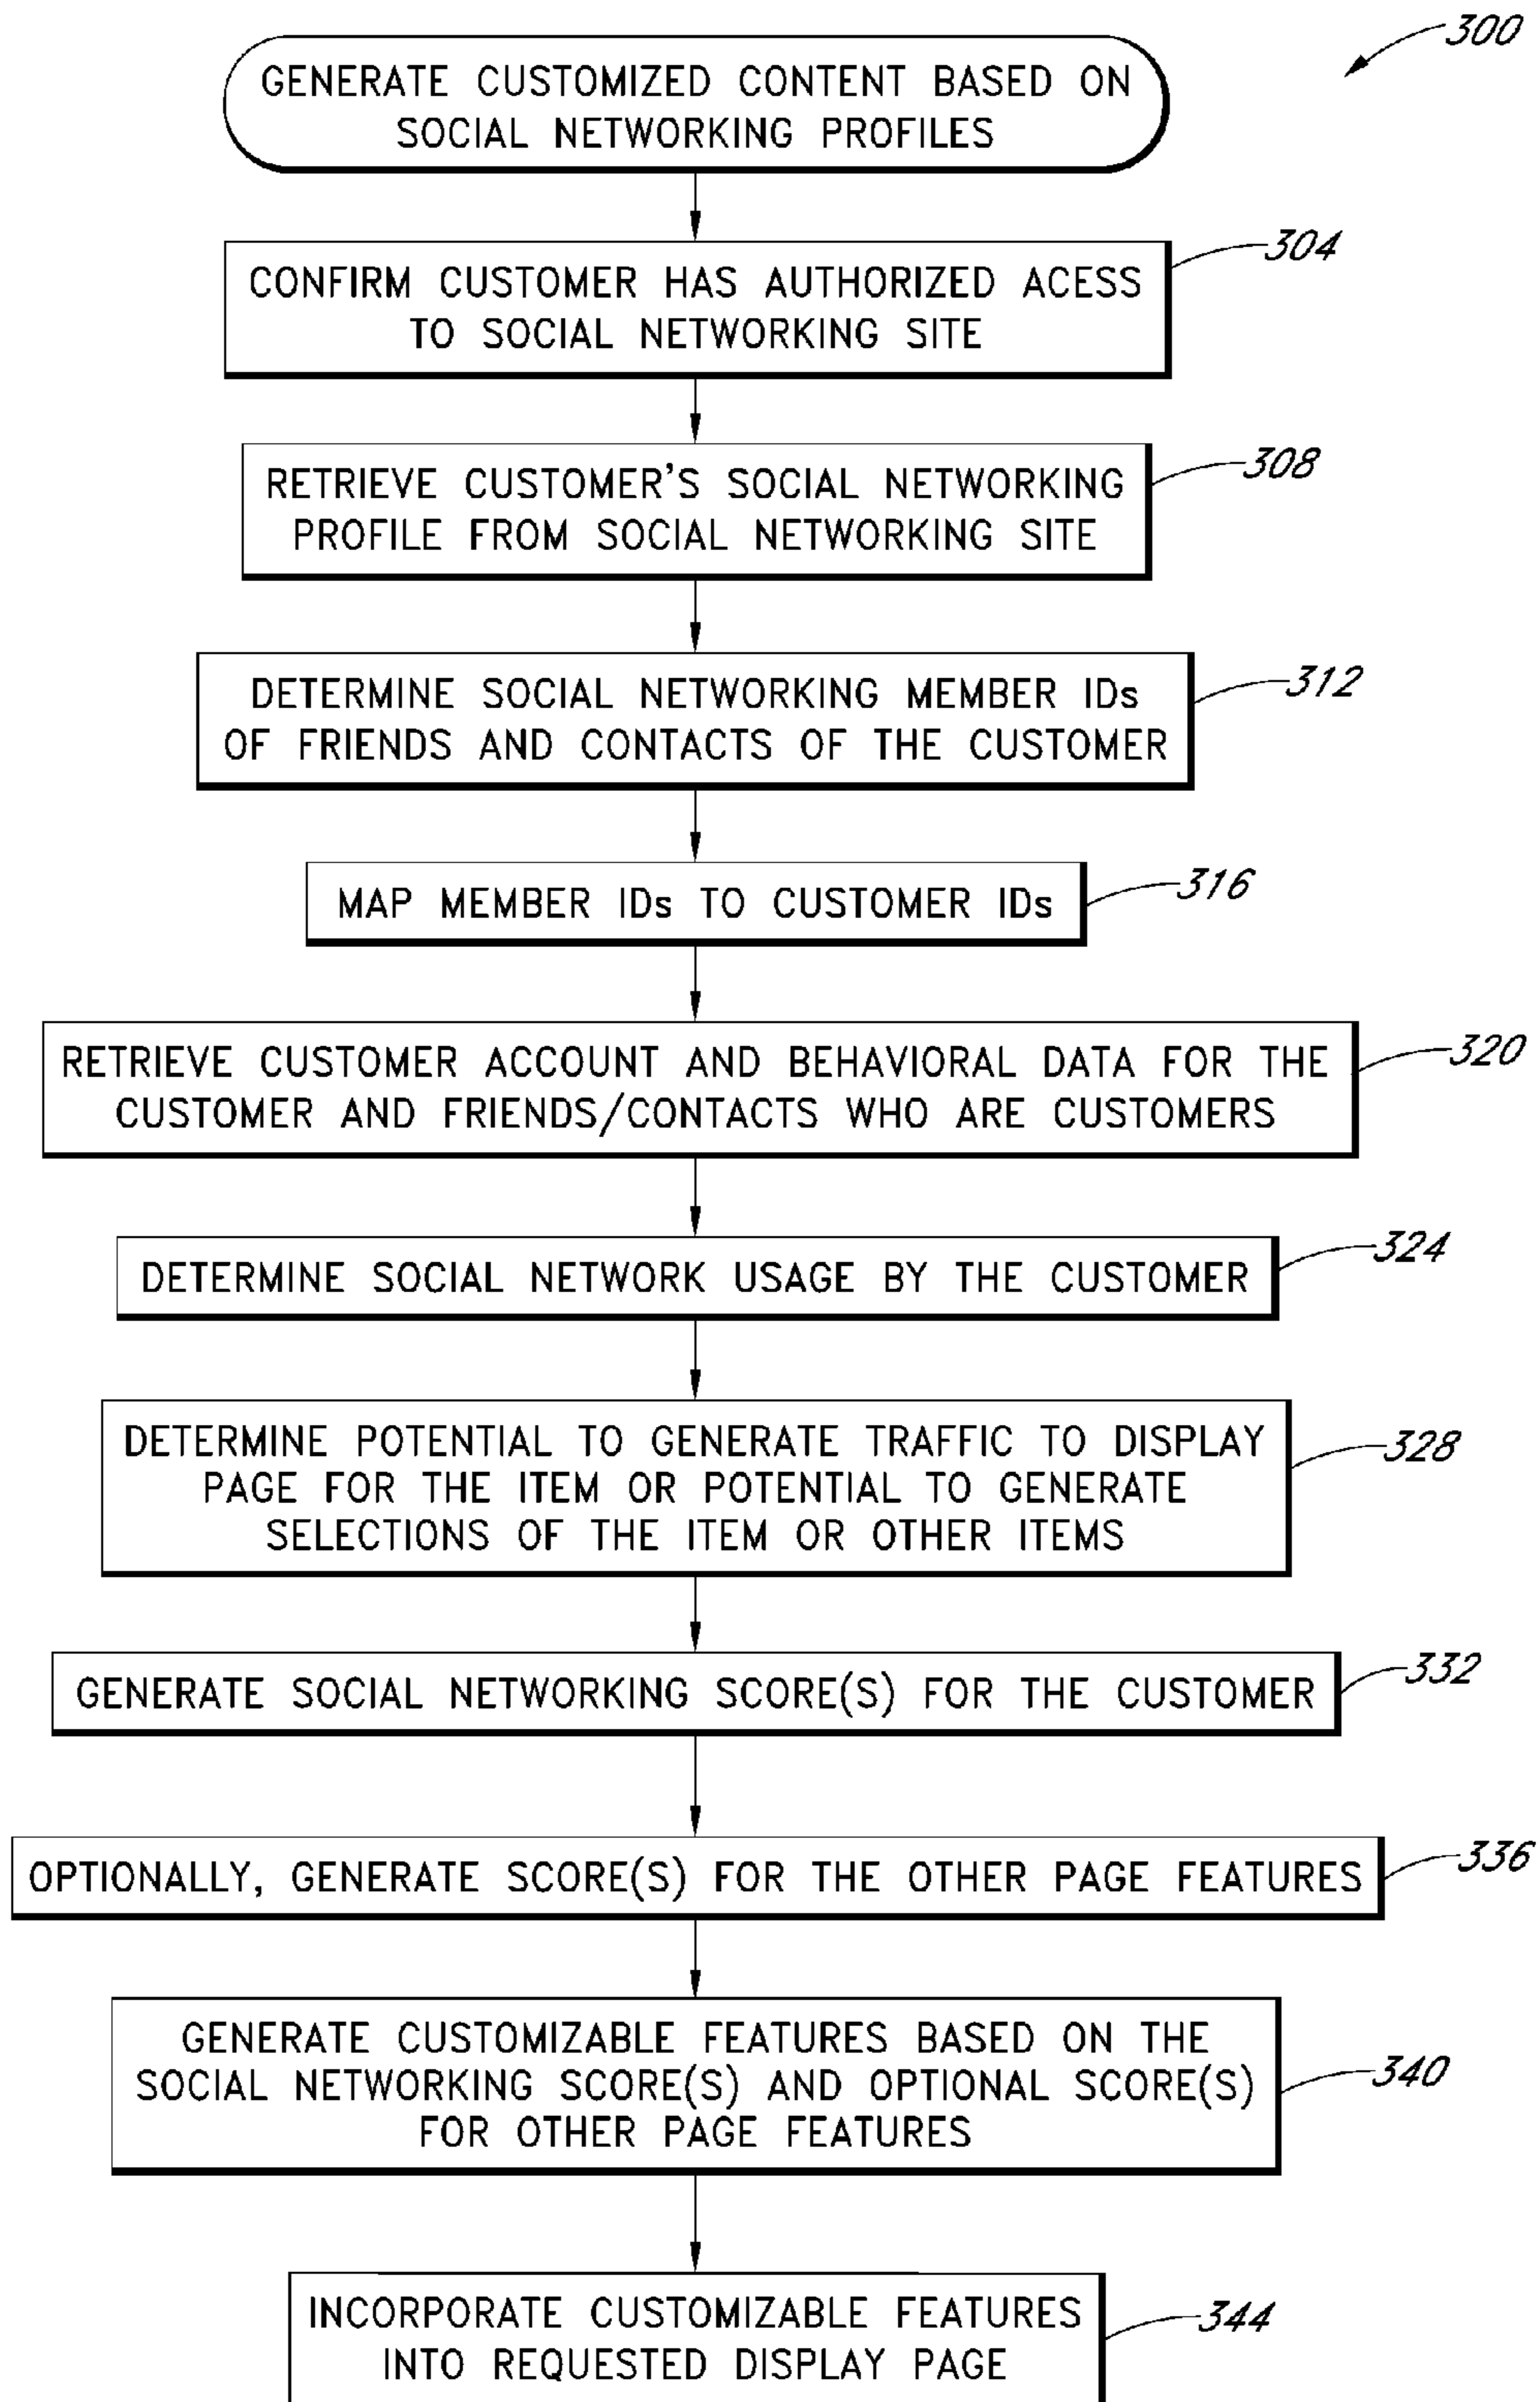 300
GENERATE CUSTOMIZED CONTENT BASED ON
SOCIAL NETWORKING PROFILES
304
CONFIRM CUSTOMER HAS AUTHORIZED ACESS
TO SOCIAL NETWORKING SITE
308
RETRIEVE CUSTOMER'S SOCIAL NETWORKING
PROFILE FROM SOCIAL NETWORKING SITE
312
DETERMINE SOCIAL NETWORKING MEMBER IDs
OF FRIENDS AND CONTACTS OF THE CUSTOMER
316
MAP MEMBER IDs TO CUSTOMER IDs
320
RETRIEVE CUSTOMER ACCOUNT AND BEHAVIORAL DATA FOR THE
CUSTOMER AND FRIENDS/CONTACTS WHO ARE CUSTOMERS
324
DETERMINE SOCIAL NETWORK USAGE BY THE CUSTOMER
328
DETERMINE POTENTIAL TO GENERATE TRAFFIC TO DISPLAY
PAGE FOR THE ITEM OR POTENTIAL TO GENERATE
SELECTIONS OF THE ITEM OR OTHER ITEMS
332
GENERATE SOCIAL NETWORKING SCORE(S) FOR THE CUSTOMER
336
OPTIONALLY, GENERATE SCORE(S) FOR THE OTHER PAGE FEATURES
340
GENERATE CUSTOMIZABLE FEATURES BASED ON THE
SOCIAL NETWORKING SCORE(S) AND OPTIONAL SCORE(S)
FOR OTHER PAGE FEATURES
344
INCORPORATE CUSTOMIZABLE FEATURES
INTO REQUESTED DISPLAY PAGE